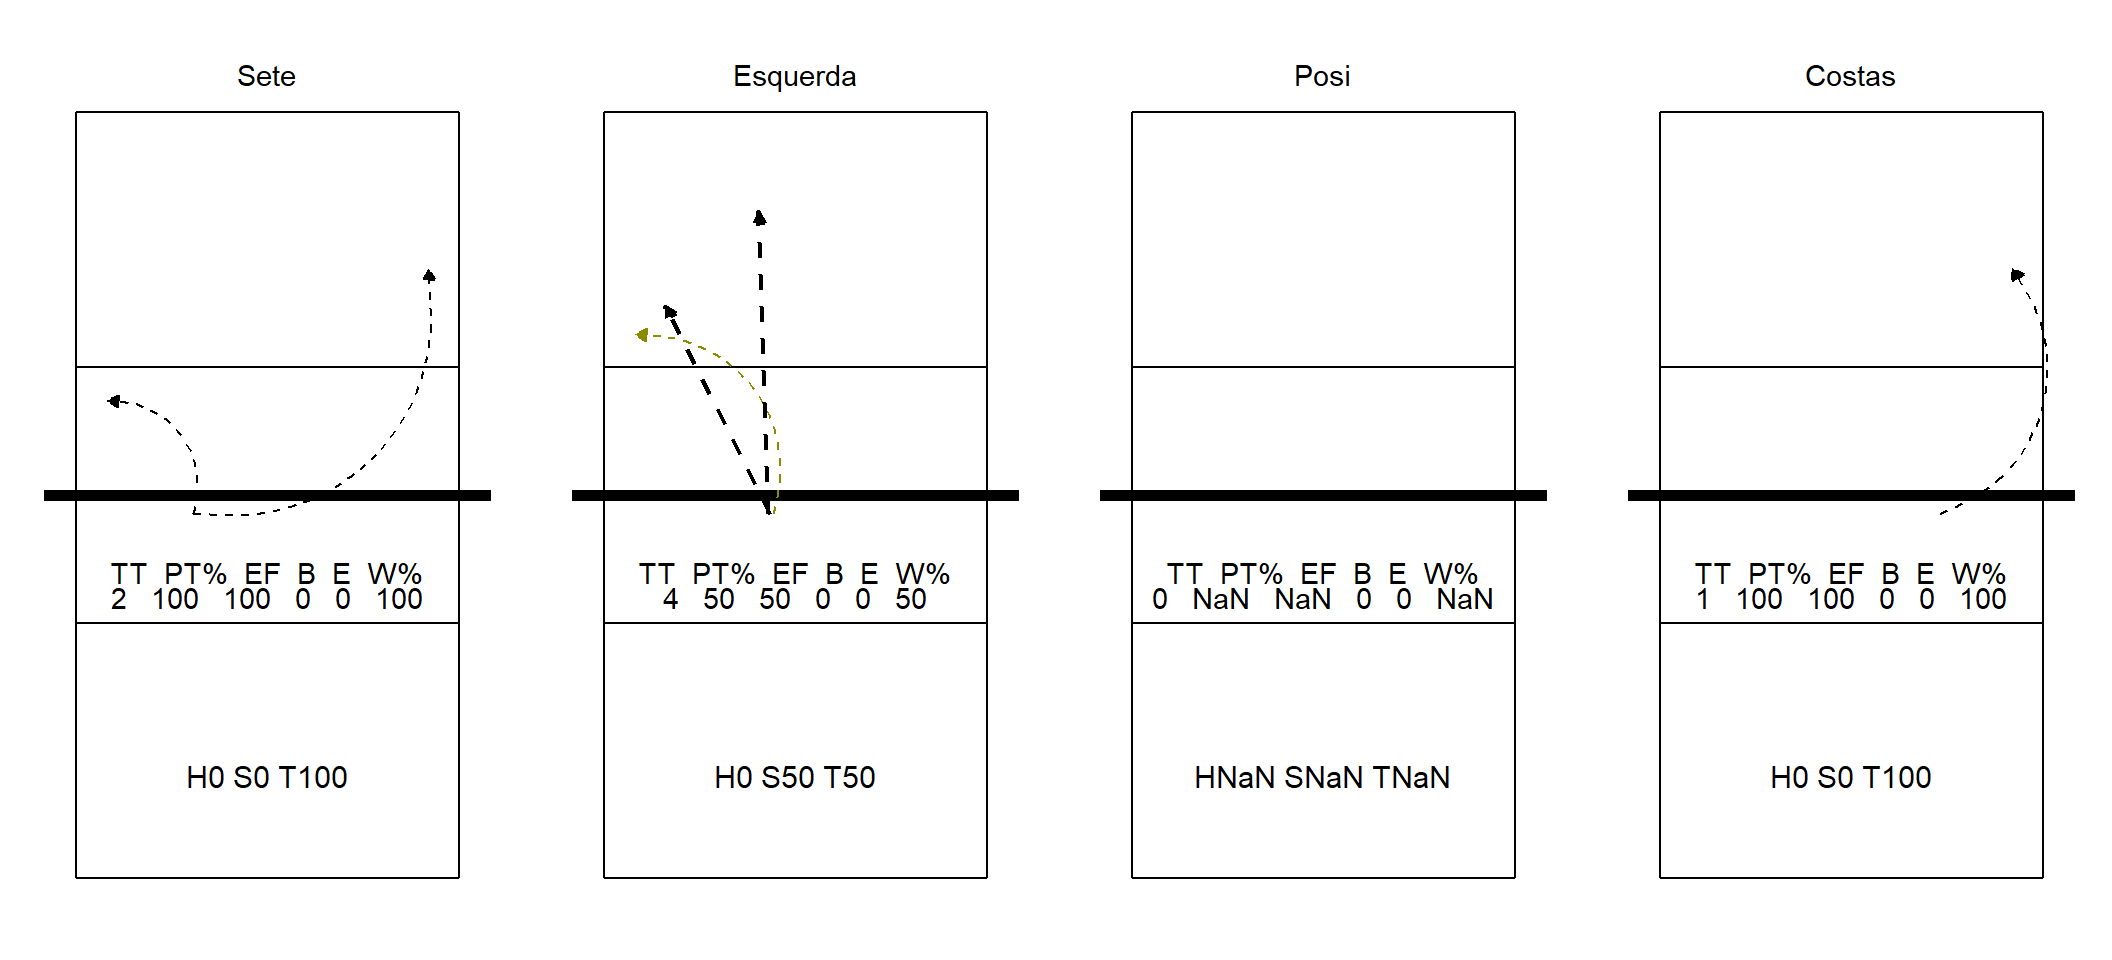 Sete
TT PT% EF B E W%
2 100 100 0 0 100
H0 S0 T100
Esquerda
TT PT% EF B E W%
4 50 50 0 0 50
H0 S50 T50
Posi
TT PT% EF B E W%
0 NaN NaN 0 0 NaN
HNaN SNaN TNaN
Costas
TT PT% EF B E W%
1 100 100 0 0 100
H0 S0 T100